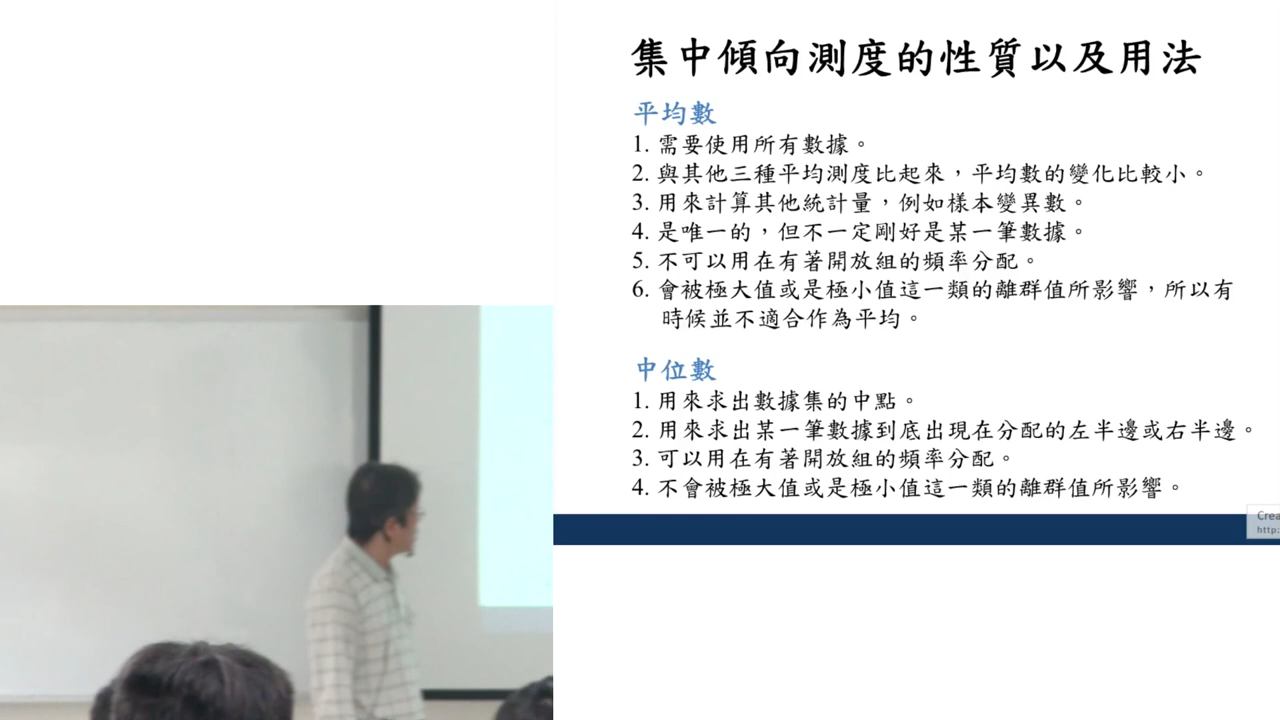 集中傾向測度的性質以及用法
平均數
1. 需要使用所有數據。
2. 與其他三種平均測度比起來，平均數的變化比較小。
3. 用來計算其他統計量，例如樣本變異數。
4. 是唯一的，但不一定剛好是某一筆數據。
5. 不可以用在有著開放組的頻率分配。
6. 會被極大值或是極小值這一類的離群值所影響，所以有
時候並不適合作為平均。
中位數
1. 用來求出數據集的中點。
2. 用來求出某一筆數據到底出現在分配的左半邊或右半邊。
3. 可以用在有著開放組的頻率分配。
4. 不會被極大值或是極小值這一類的離群值所影響。
Crea
http: